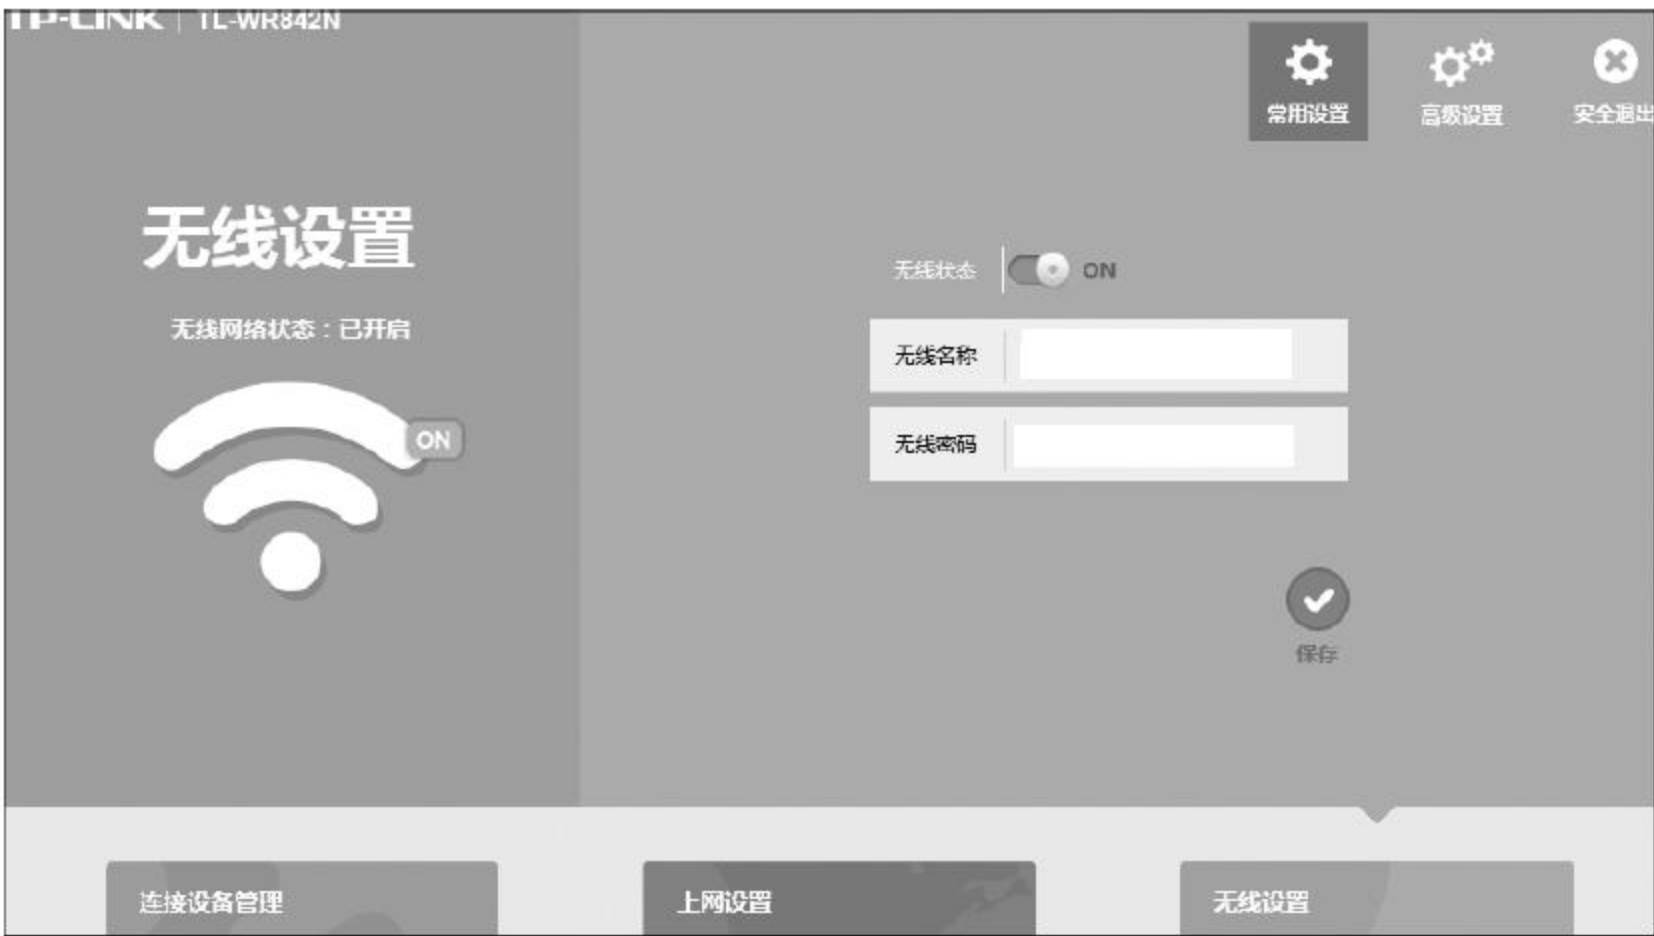 TP-LINK | TL-WR842N
常用设置
高级设置
安全退出
无线设置
无线网络状态：已开启
ON
无线状态
ON
无线名称
无线密码
保存
连接设备管理
上网设置
无线设置